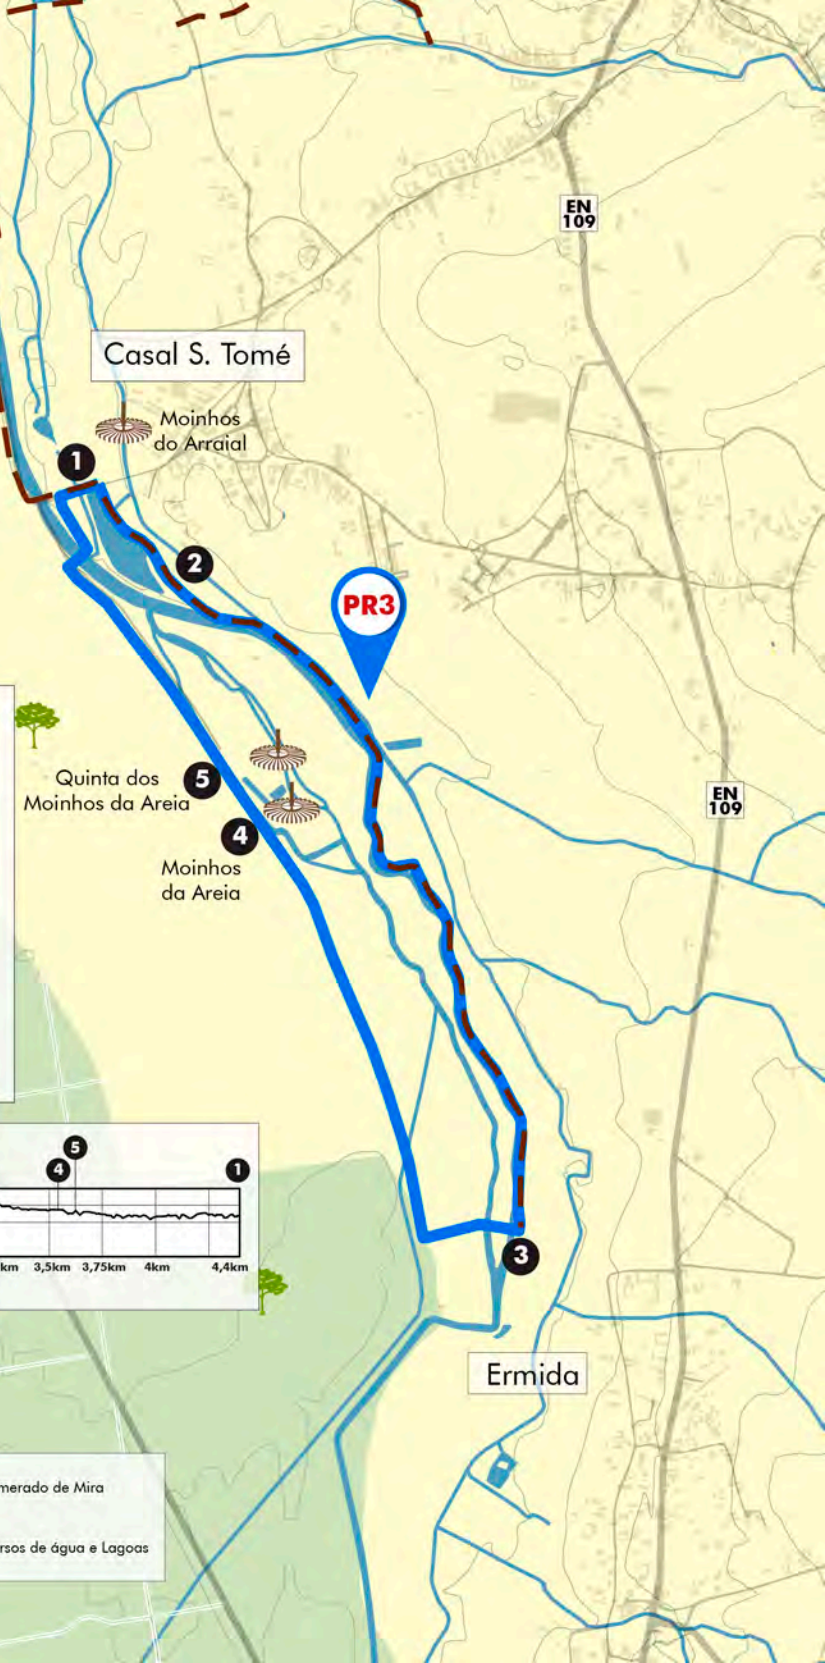 EN
109
Casal S. Tomé
Moinhos
do Arraial
1
2
PR3
Quinta dos
Moinhos da Areia
5
4
Moinhos
da Areia
EN
109
5
4
1
km
3,5km
3,75km
4km
4,4km
3
Ermida
merado de Mira
rsos de água e Lagoas